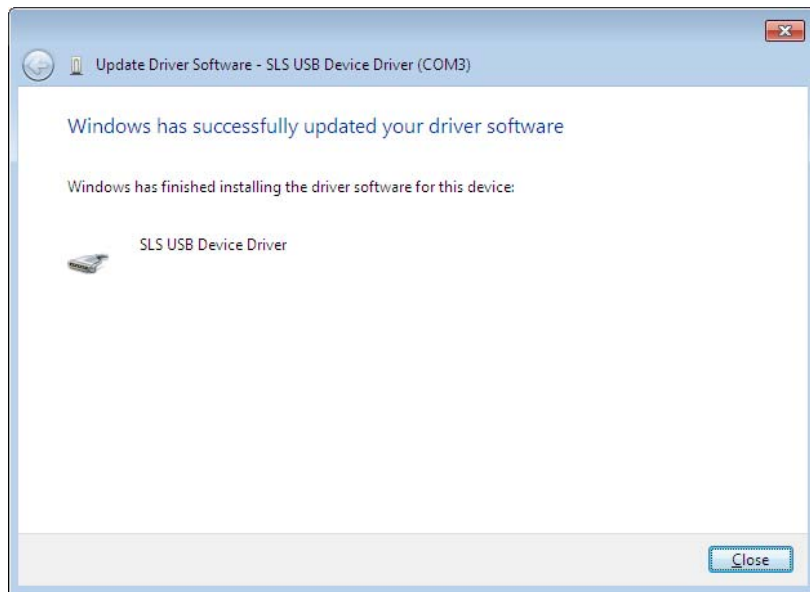 Update Driver Software - SLS USB Device Driver (COM3)
Windows has successfully updated your driver software
Windows has finished installing the driver software for this device:
SLS USB Device Driver
Close